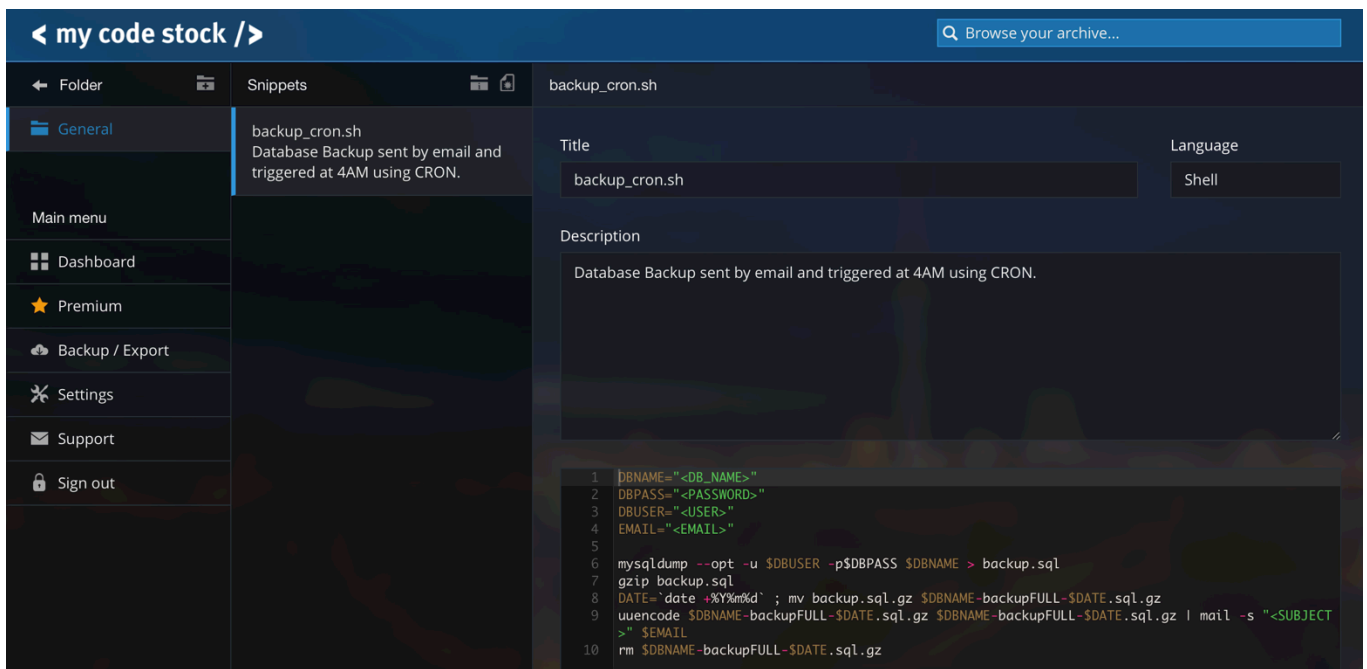 < my code stock />
Browse your archive...
Folder
General
Main menu
Dashboard
Premium
Backup / Export
Settings
Support
Sign out
Snippets
backup_cron.sh
Database Backup sent by email and
triggered at 4AM using CRON.
backup_cron.sh
Title
Language
backup_cron.sh
Shell
Description
Database Backup sent by email and triggered at 4AM using CRON.
1 DBNAME="<DB_NAME>"
2 DBPASS="<PASSWORD>"
3 DBUSER="<USER>"
4 EMAIL="<EMAIL>"
5
6 mysqldump --opt -u $DBUSER -p$DBPASS $DBNAME > backup.sql
7 gzip backup.sql
8 DATE=`date +%Y%m%d` ; mv backup.sql.gz $DBNAME-backupFULL-$DATE.sql.gz
9 uuencode $DBNAME-backupFULL-$DATE.sql.gz $DBNAME-backupFULL-$DATE.sql.gz | mail -s "<SUBJECT
>" $EMAIL
10 rm $DBNAME-backupFULL-$DATE.sql.gz